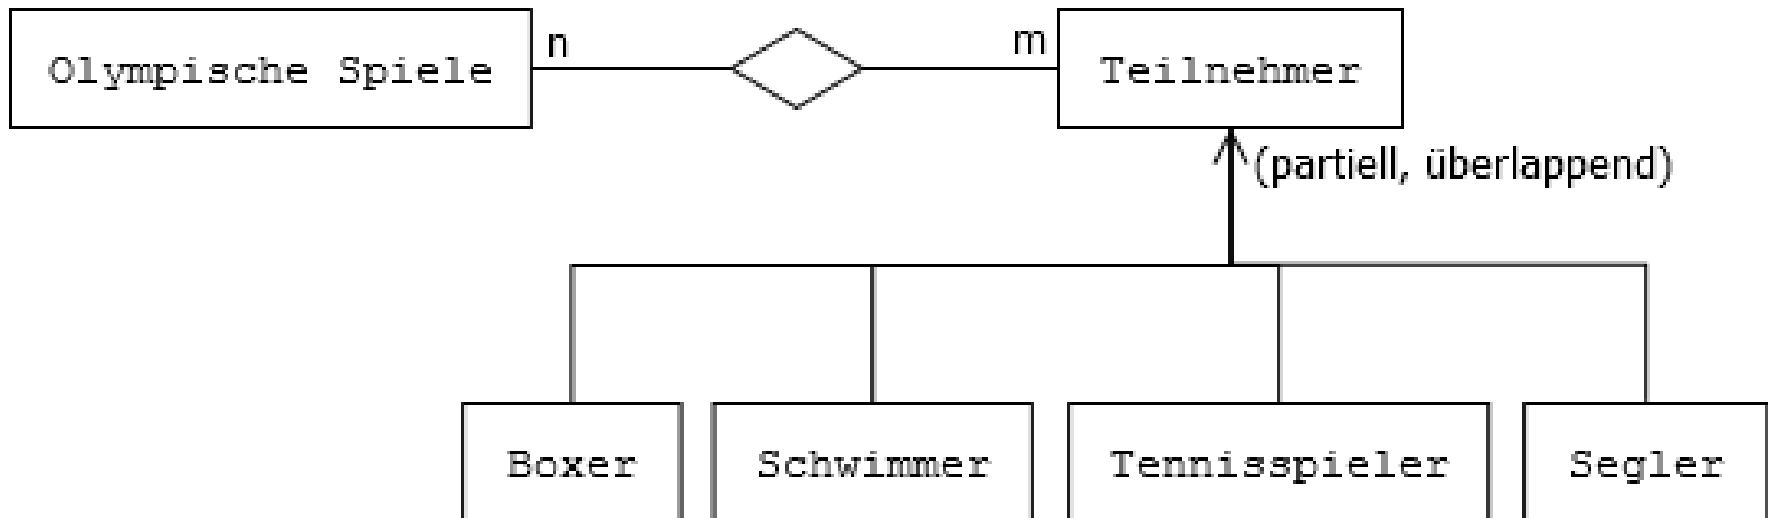 Olympische Spiele
n
m
Teilnehmer
(partiell, überlappend)
Boxer
Schwimmer
Tennisspieler
Segler